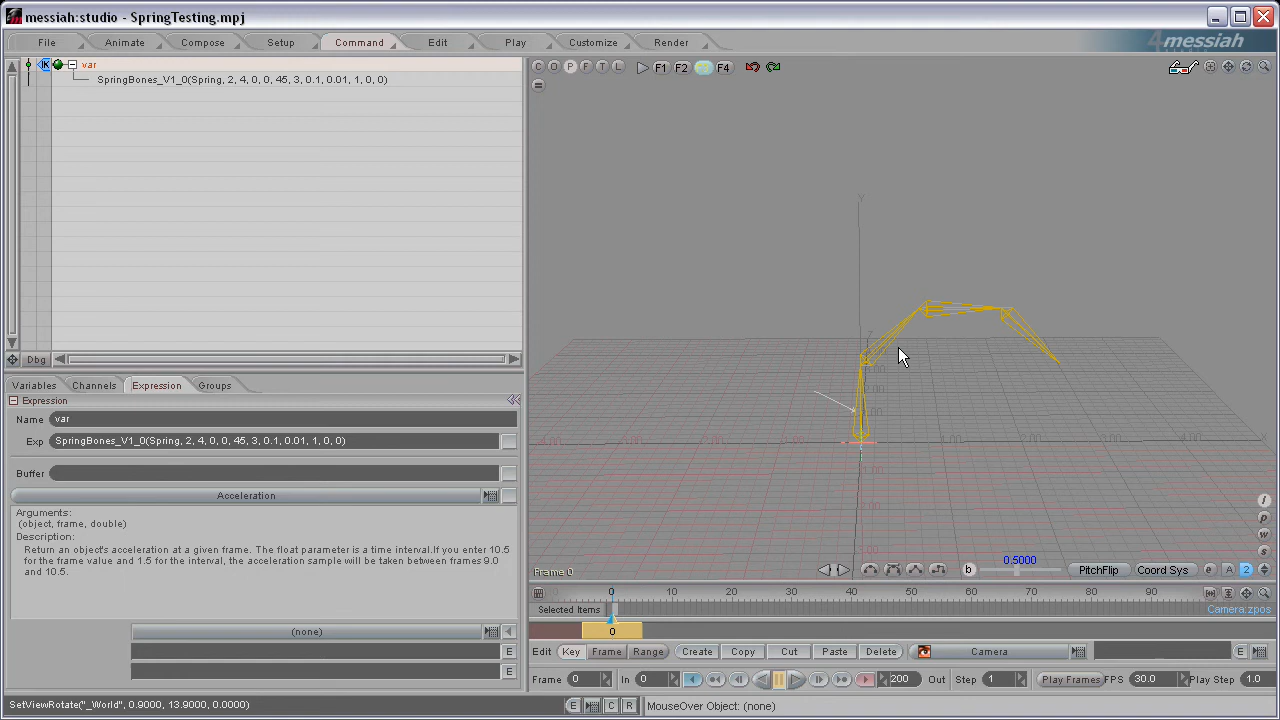 messiah:studio - SpringTesting.mpj
File Animate Compose Setup Command Edit Customize Render
4messiah
K var
SpringBones_V1_0(Spring, 2, 4, 0, 0, 45, 3, 0.1, 0.01, 1, 0, 0)
C O P F T L F1 F2 F3 F4
Y
Z
Dbg
Variables Channels Expression Groups
Expression
Name var
Exp SpringBones_V1_0(Spring, 2, 4, 0, 0, 45, 3, 0.1, 0.01, 1, 0, 0)
Buffer
Acceleration
Arguments:
(object, frame, double)
Description:
Return an object's acceleration at a given frame. The float parameter is a time interval.If you enter 10.5
for the frame value and 1.5 for the interval, the acceleration value will be taken between frames 9.0
and 10.5.
(none)
E
E
X
p
w
s
Frame 0 b 0.5000 PitchFlip Coord Sys e A 2
0 10 20 30 40 50 60 70 80 90
Selected Items Camera:zpos
0
Edit Key Frame Range Create Copy Cut Paste Delete Camera E
Frame 0 In 0 200 Out Step 1 Play Frames FPS 30.0 Play Step 1.0
SetViewRotate("_World", 0.9000, 13.9000, 0.0000) E C R MouseOver Object: (none)